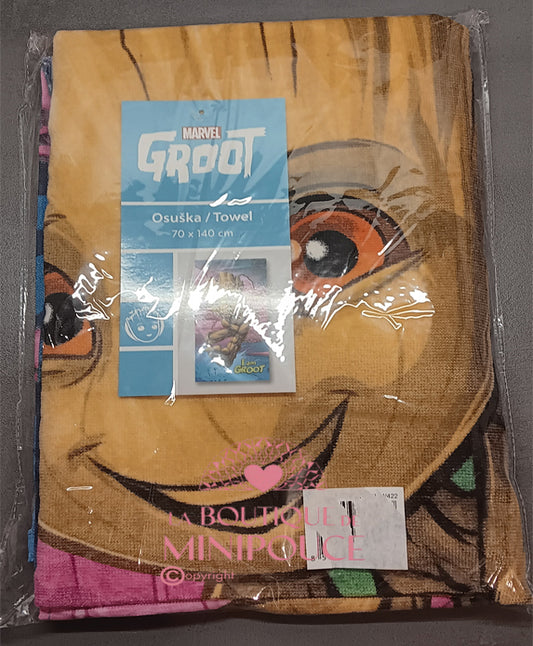 MARVEL
GROOT
Osuška / Towel
70 x 140 cm
I am
GROOT
LA BOUTIQUE DE
MINIPOUCE
©opyright